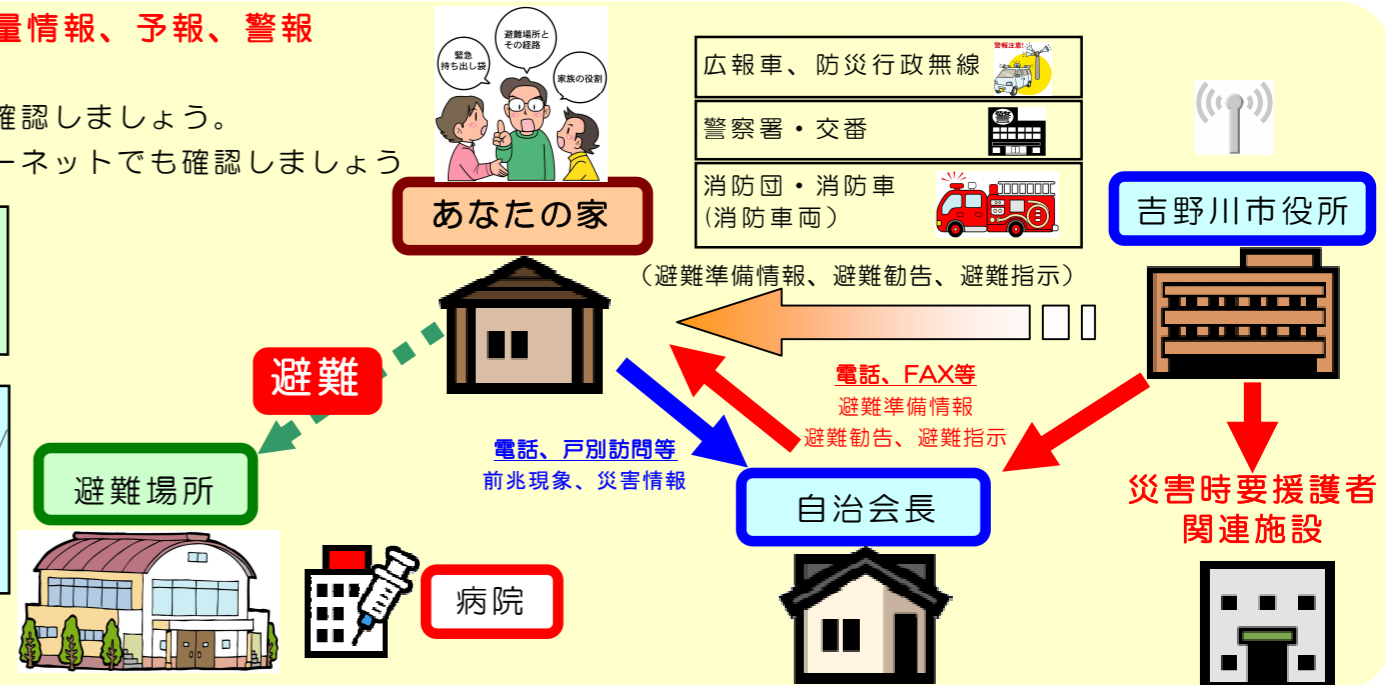 量情報、予報、警報
確認しましょう。
ーネットでも確認しましょう
緊急
持ち出し袋
避難場所と
その経路
家族の役割
あなたの家
広報車、防災行政無線
警報注意!
警察署・交番
警
消防団・消防車
(消防車両)
吉野川市役所
(避難準備情報、避難勧告、避難指示)
避難
電話、FAX等
避難準備情報
避難勧告、避難指示
電話、戸別訪問等
前兆現象、災害情報
避難場所
自治会長
災害時要援護者
関連施設
病院